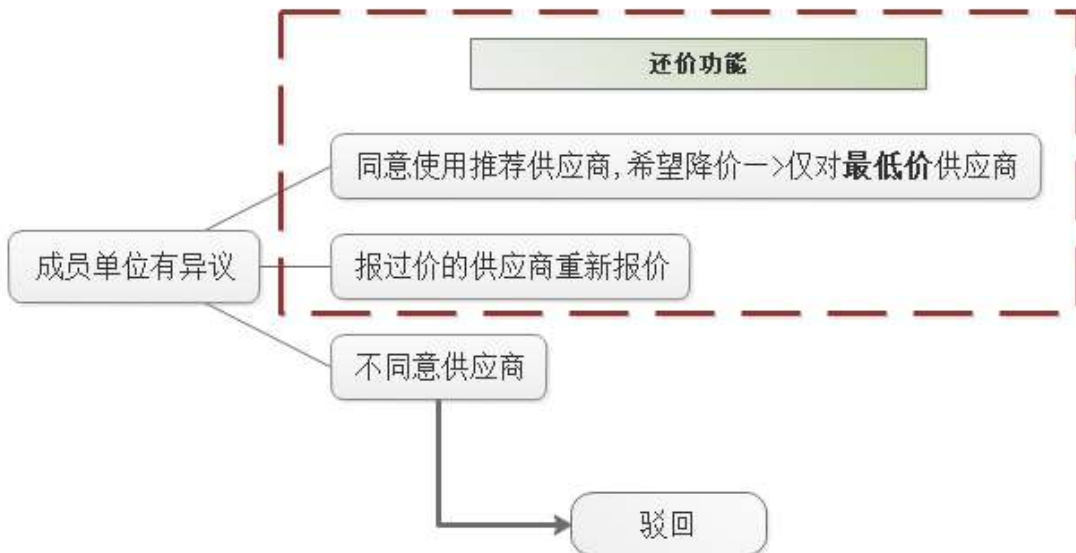 还价功能
同意使用推荐供应商,希望降价一>仅对最低价供应商
成员单位有异议
报过价的供应商重新报价
不同意供应商
驳回